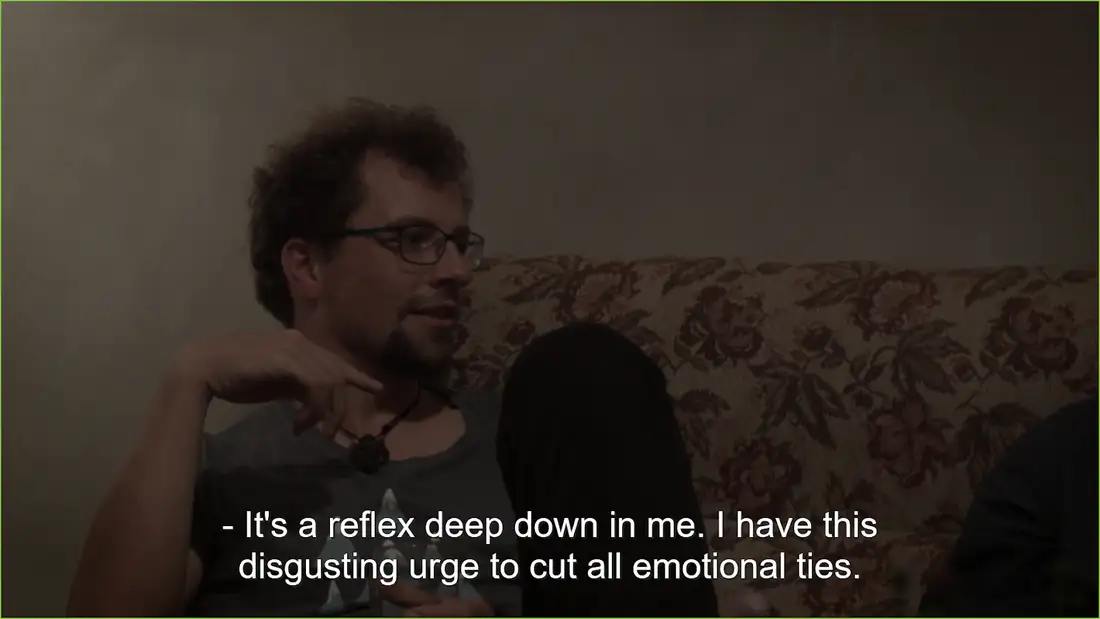 - It's a reflex deep down in me. I have this
disgusting urge to cut all emotional ties.